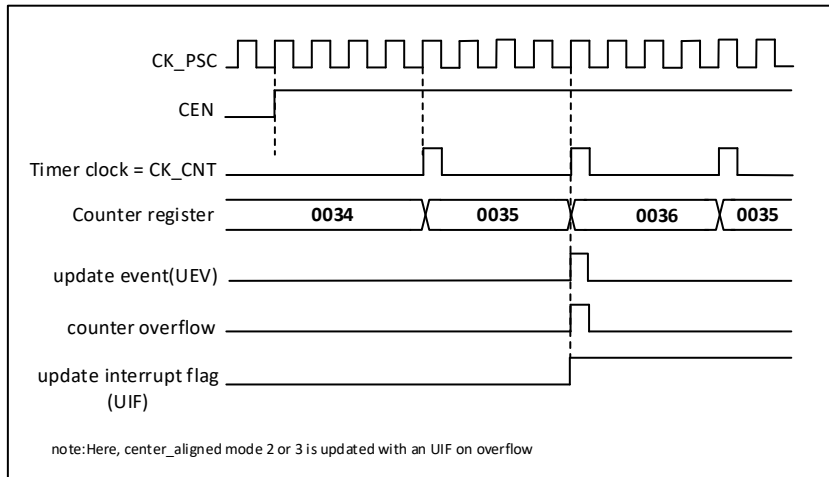 CK_PSC
CEN
Timer clock = CK_CNT
Counter register
0034
0035
0036
0035
update event(UEV)
counter overflow
update interrupt flag
(UIF)
note:Here, center_aligned mode 2 or 3 is updated with an UIF on overflow